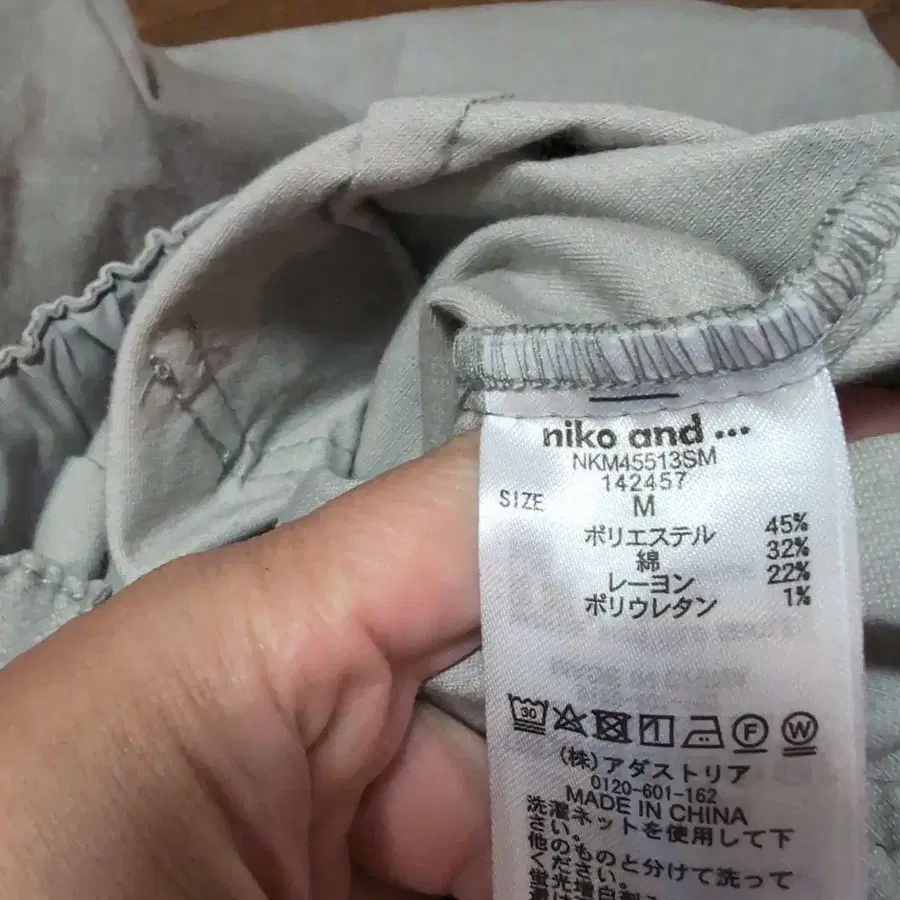 niko and ...
NKM45513SM
142457
SIZE M
ポリエステル 45%
綿 32%
レーヨン 22%
ポリウレタン 1%
30 F W
(株)アダストリア
0120-601-162
MADE IN CHINA
洗濯ネットを使用して下
さい。
他のものと分けて洗って
ください。